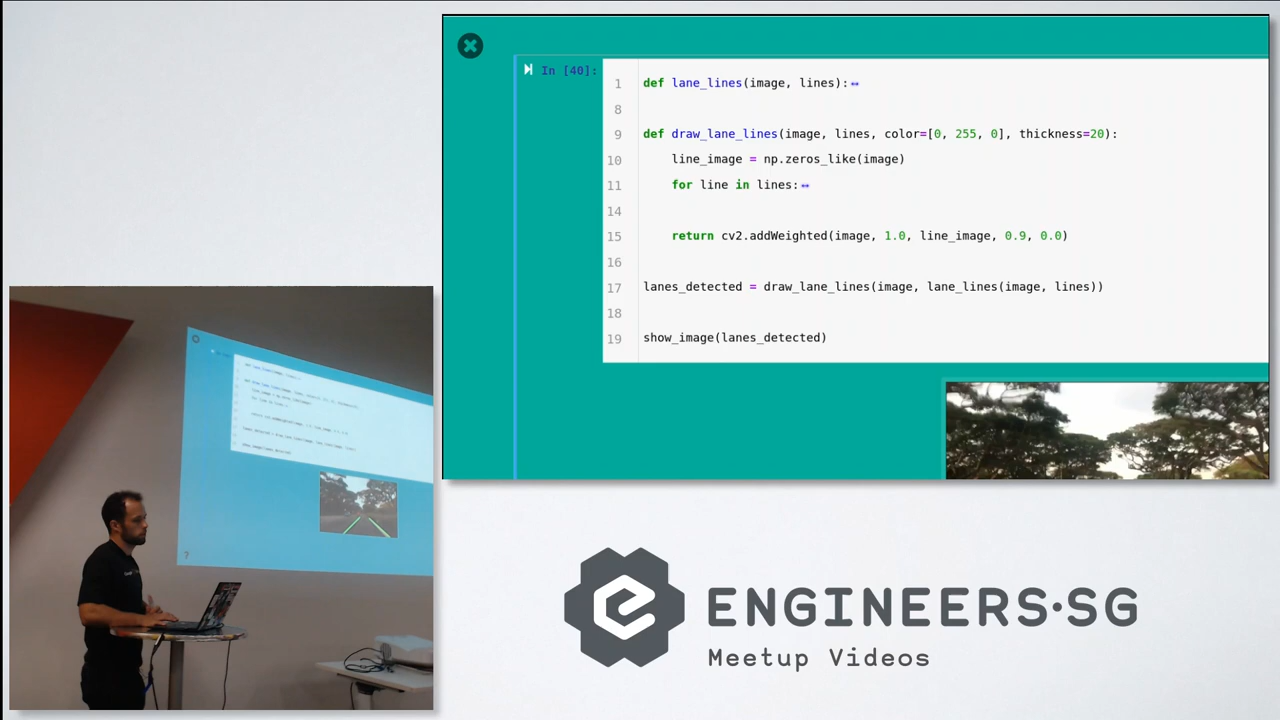 In [40]:
1 def lane_lines(image, lines):↔
8
9 def draw_lane_lines(image, lines, color=[0, 255, 0], thickness=20):
10 line_image = np.zeros_like(image)
11 for line in lines:↔
14
15 return cv2.addWeighted(image, 1.0, line_image, 0.9, 0.0)
16
17 lanes_detected = draw_lane_lines(image, lane_lines(image, lines))
18
19 show_image(lanes_detected)
ENGINEERS·SG
Meetup Videos